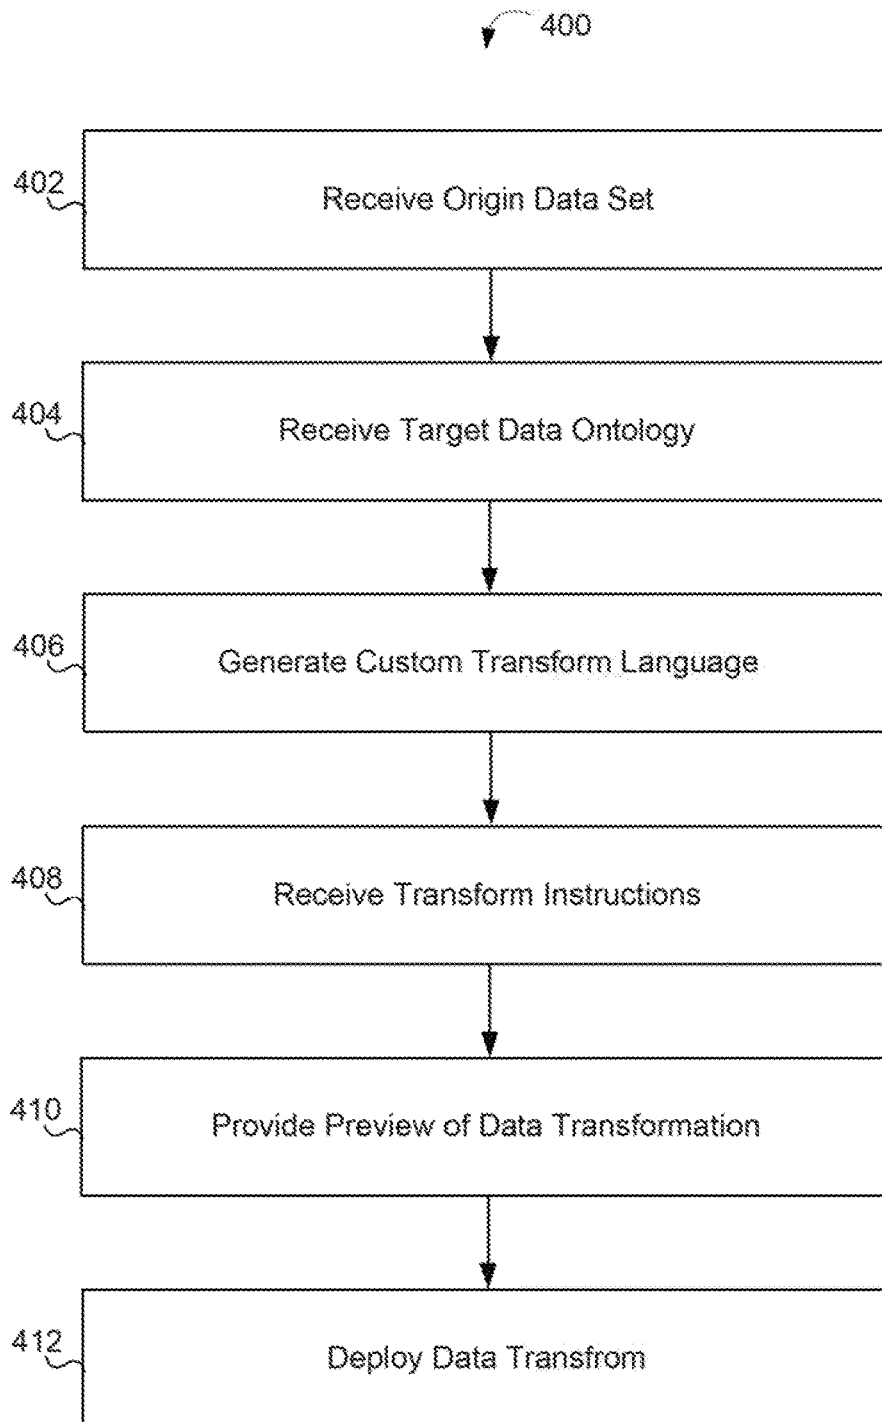 400
402
Receive Origin Data Set
404
Receive Target Data Ontology
406
Generate Custom Transform Language
408
Receive Transform Instructions
410
Provide Preview of Data Transformation
412
Deploy Data Transfrom